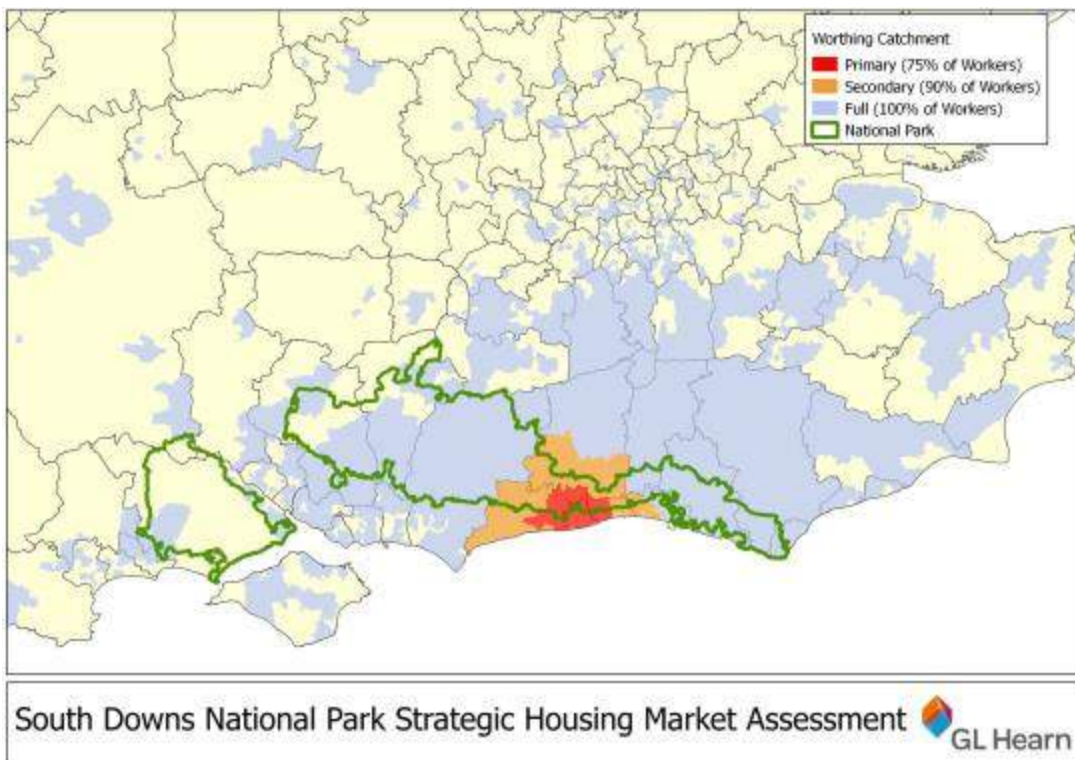 Worthing Catchment
Primary (75% of Workers)
Secondary (90% of Workers)
Full (100% of Workers)
National Park
South Downs National Park Strategic Housing Market Assessment
GL Hearn